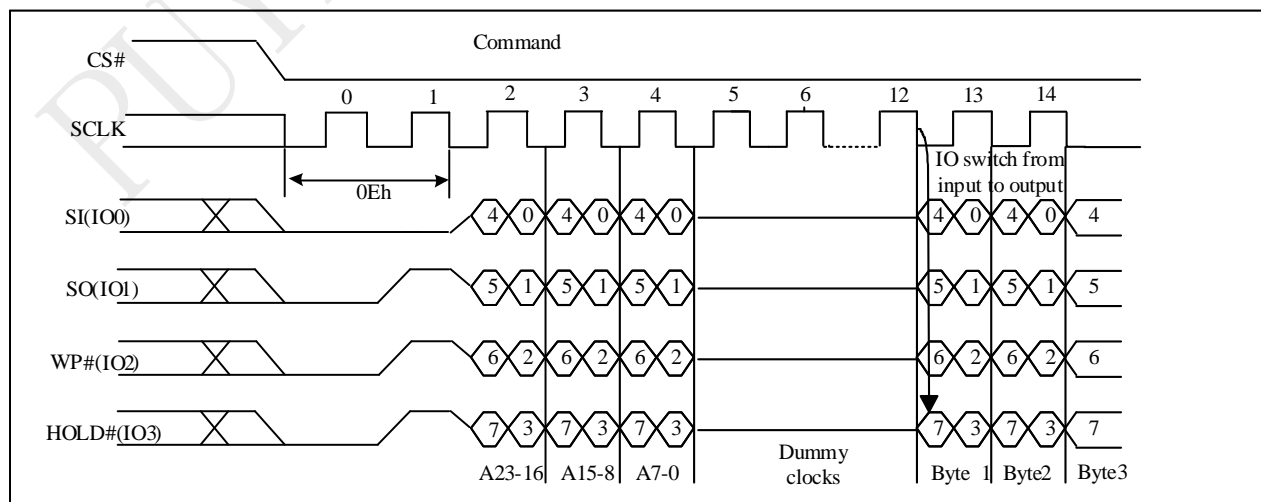 PUY
Command
CS#
0 1 2 3 4 5 6 12 13 14
SCLK
IO switch from
input to output
0Eh
SI(IO0)
4 0 4 0 4 0 4 0 4 0 4
SO(IO1)
5 1 5 1 5 1 5 1 5 1 5
WP#(IO2)
6 2 6 2 6 2 6 2 6 2 6
HOLD#(IO3)
7 3 7 3 7 3 7 3 7 3 7
A23-16 A15-8 A7-0 Dummy
clocks Byte 1 Byte2 Byte3